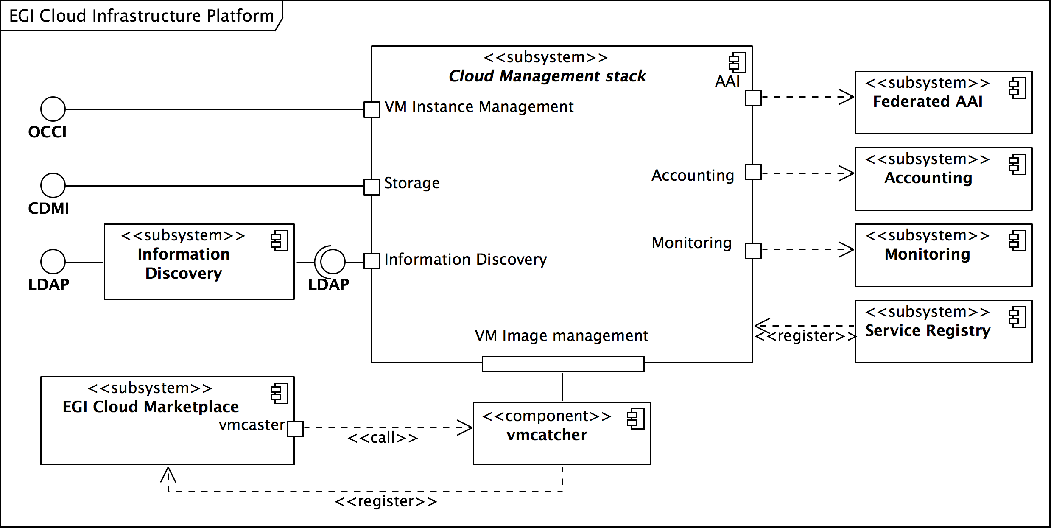 EGI Cloud Infrastructure Platform
<<subsystem>>
Cloud Management stack
AAI
VM Instance Management
OCCI
<<subsystem>>
Federated AAI
Storage
CDMI
Accounting
<<subsystem>>
Accounting
<<subsystem>>
Information
Discovery
LDAP
LDAP
Information Discovery
Monitoring
<<subsystem>>
Monitoring
<<subsystem>>
Service Registry
<<register>>
VM Image management
<<subsystem>>
EGI Cloud Marketplace
vmcaster
<<call>>
<<component>>
vmcatcher
<<register>>